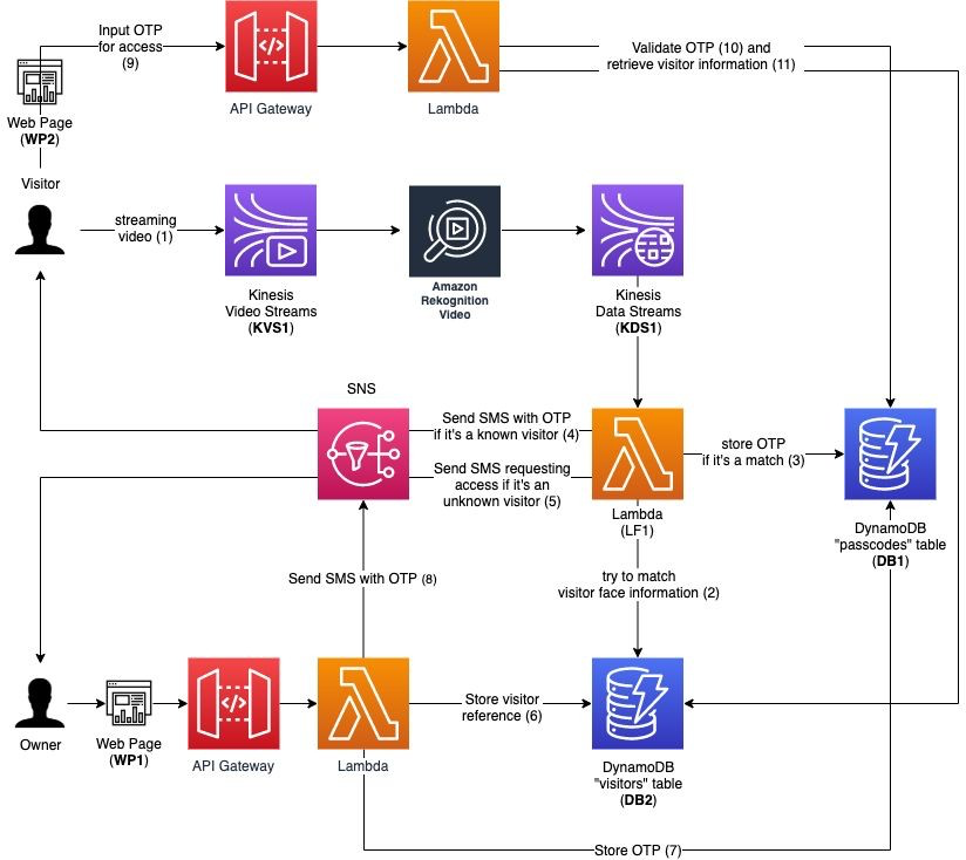 Input OTP
for access
(9)
Validate OTP (10) and
retrieve visitor information (11)
API Gateway
Lambda
Web Page
(WP2)
Visitor
streaming
video (1)
Kinesis
Video Streams
(KVS1)
Amazon
Rekognition
Video
Kinesis
Data Streams
(KDS1)
SNS
Send SMS with OTP
if it's a known visitor (4)
Send SMS requesting
access if it's an
unknown visitor (5)
store OTP
if it's a match (3)
Lambda
(LF1)
DynamoDB
"passcodes" table
(DB1)
Send SMS with OTP (8)
try to match
visitor face information (2)
Store visitor
reference (6)
Owner
Web Page
(WP1)
API Gateway
Lambda
DynamoDB
"visitors" table
(DB2)
Store OTP (7)